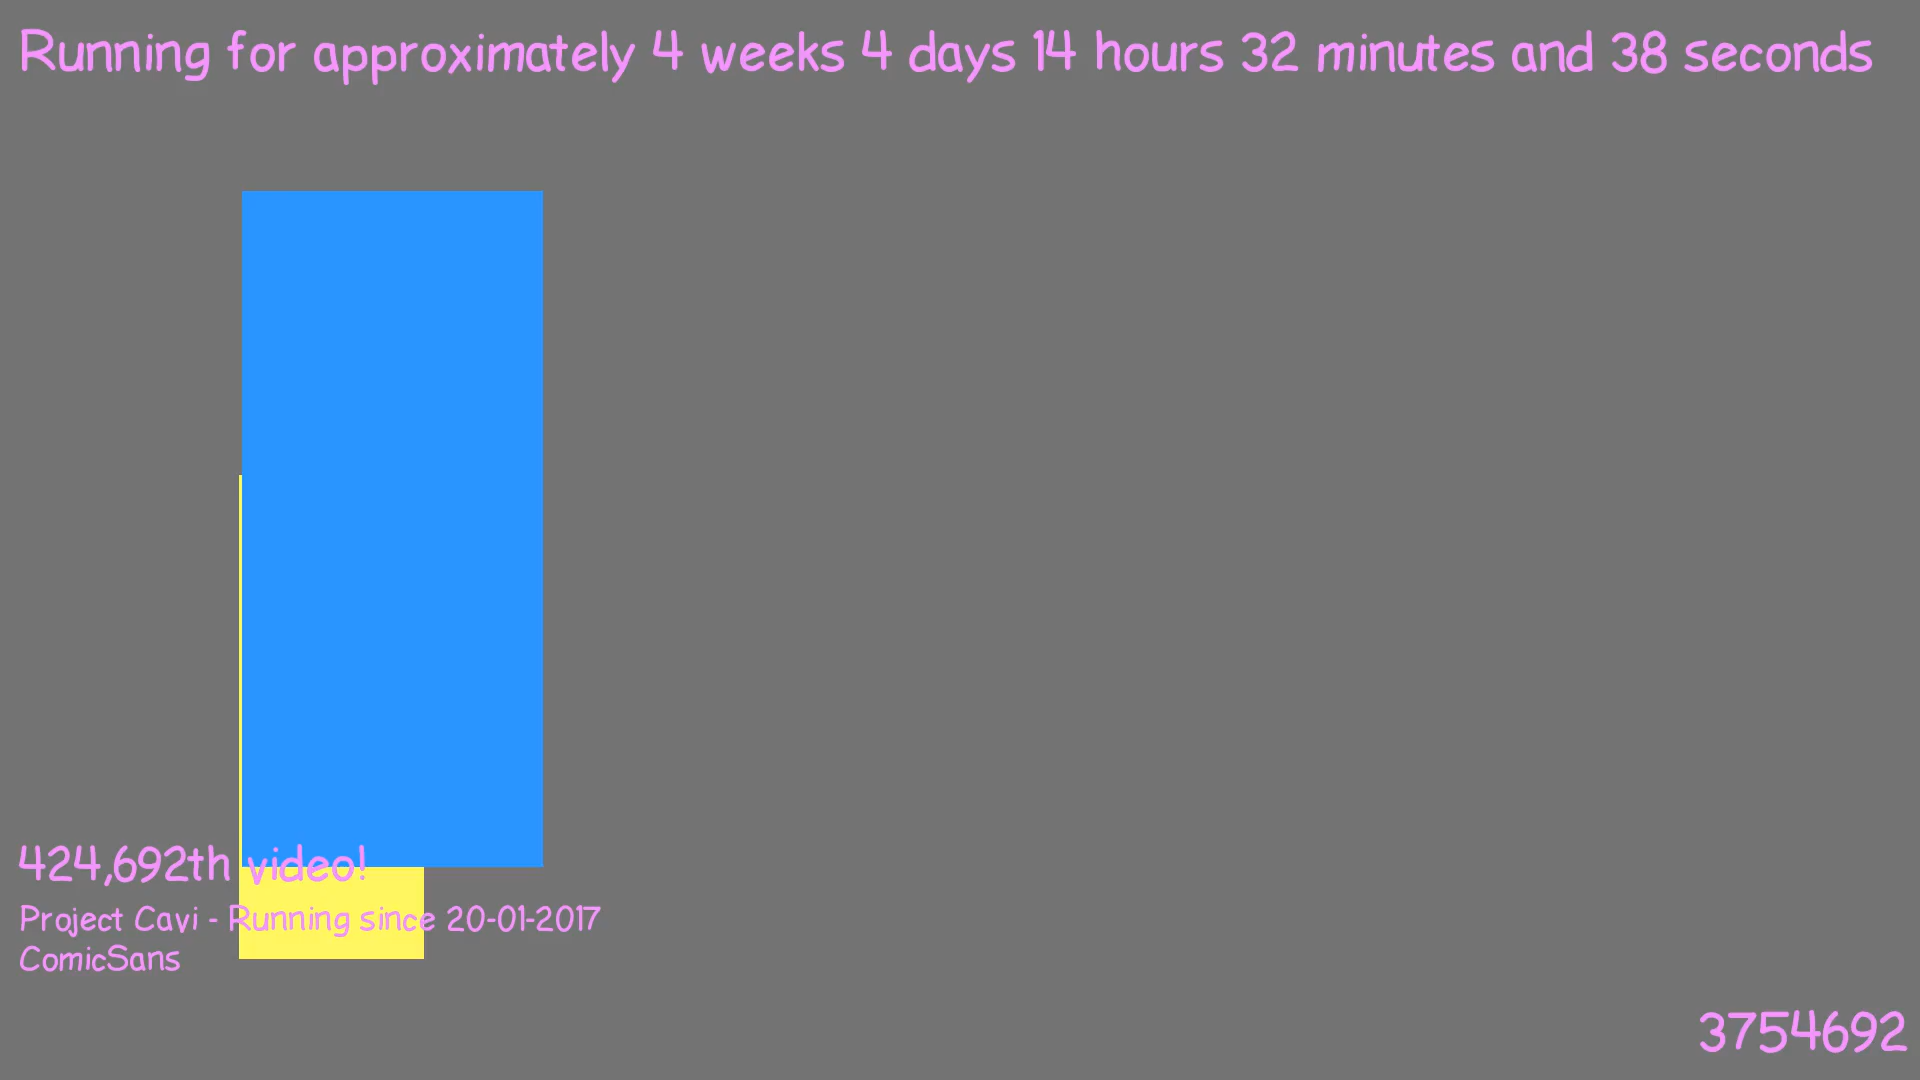 Running for approximately 4 weeks 4 days 14 hours 32 minutes and 38 seconds
424,692th video!
Project Cavi - Running since 20-01-2017
ComicSans
3754692